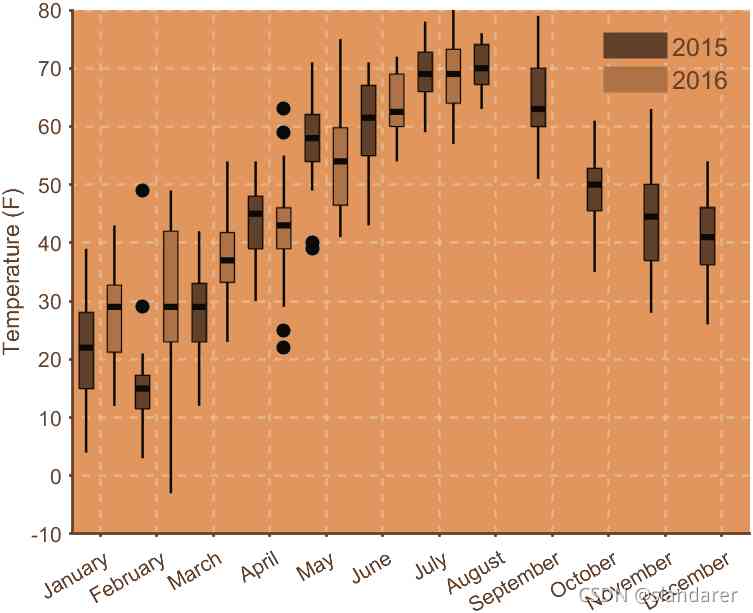 80
70
60
50
40
30
20
10
0
-10
Temperature (F)
2015
2016
January
February
March
April
May
June
July
August
September
October
November
December
CSDN @standarer